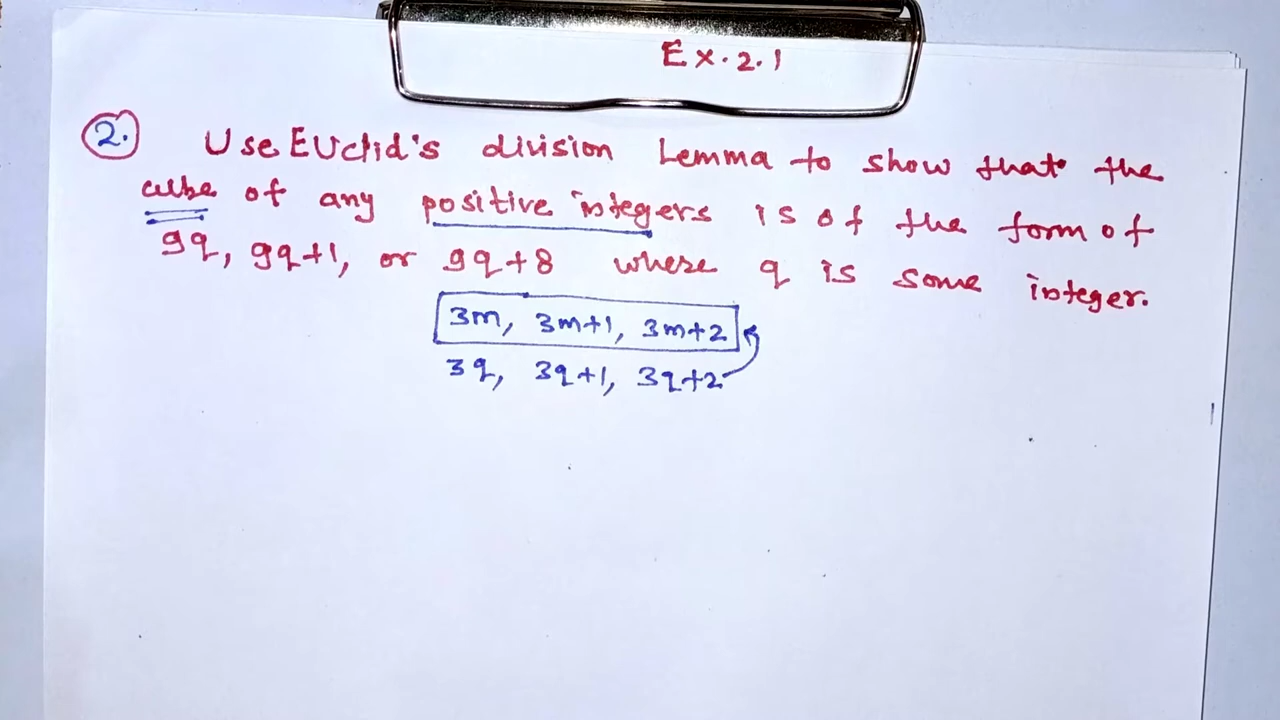 Ex. 2.1
2. Use Euclid's division Lemma to show that the
cube of any positive integers is of the form of
9q, 9q+1, or 9q+8 where q is some integer.
3m, 3m+1, 3m+2
3q, 3q+1, 3q+2